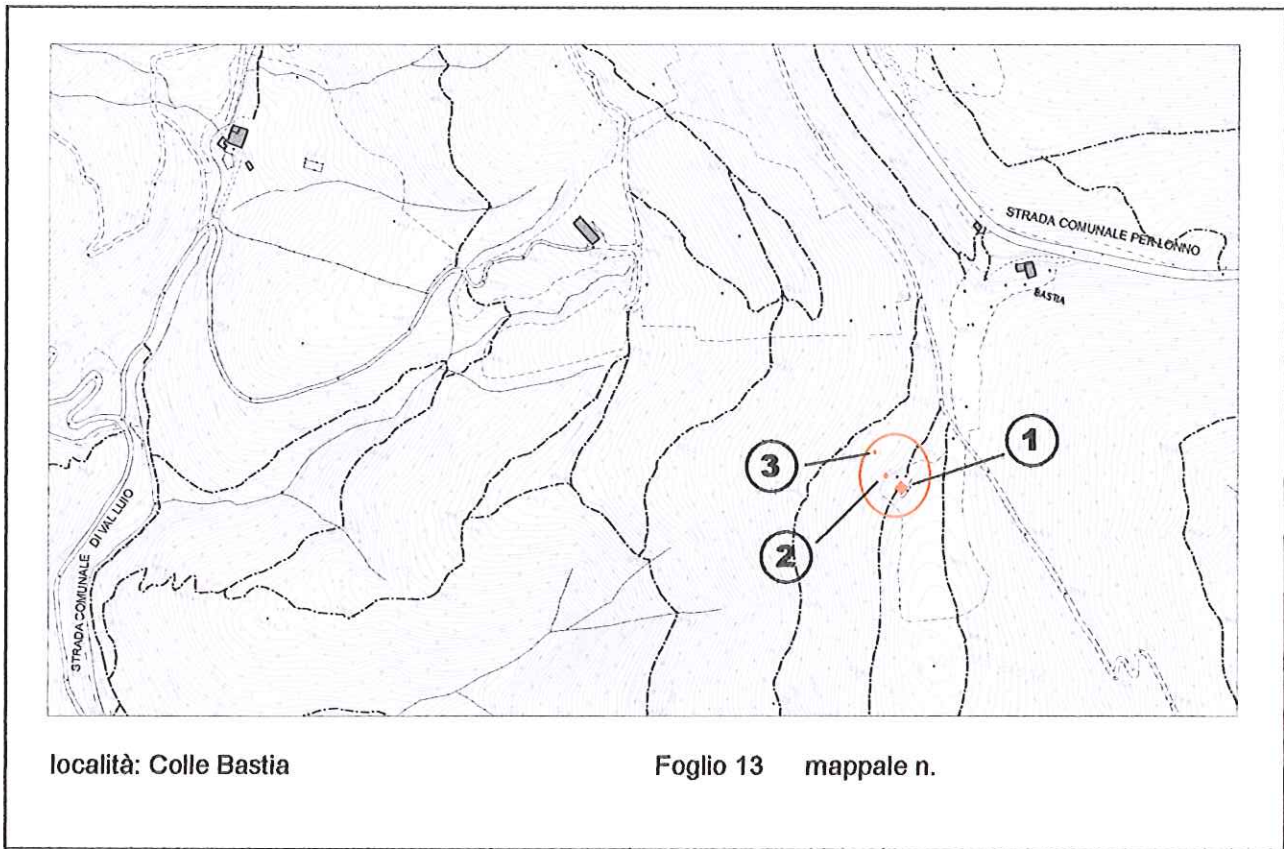 STRADA COMUNALE PER LONNO
BASTIA
1
3
2
STRADA COMUNALE DI VAL LUIO
località: Colle Bastia
Foglio 13 mappale n.